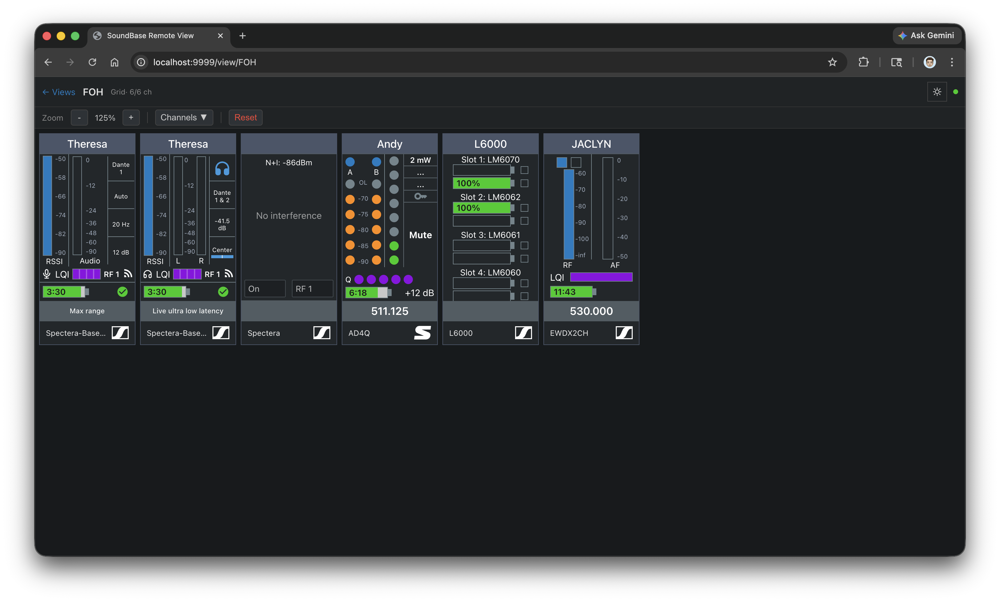 SoundBase Remote View
Ask Gemini
localhost:9999/view/FOH
← Views FOH Grid· 6/6 ch
Zoom - 125% + Channels ▼ Reset
Theresa
-50
-58
-66
-74
-82
-90
RSSI
0
-12
-24
-36
-48
-60
-90
Audio
Dante
1
Auto
20 Hz
12 dB
LQI RF 1
3:30
Max range
Spectera-Base...
Theresa
-50
-58
-66
-74
-82
-90
RSSI
0
-12
-24
-36
-48
-60
-90
L R
Dante
1 & 2
-41.5
dB
Center
LQI RF 1
3:30
Live ultra low latency
Spectera-Base...
N+I: -86dBm
No interference
On RF 1
Spectera
Andy
A B
OL
-70
-75
-80
-85
-90
2 mW
...
...
Mute
Q
6:18 +12 dB
511.125
AD4Q
L6000
Slot 1: LM6070
100%
Slot 2: LM6062
100%
Slot 3: LM6061
Slot 4: LM6060
L6000
JACLYN
-60
-70
-80
-90
-100
-inf
RF
0
-10
-20
-30
-40
-50
AF
LQI
11:43
530.000
EWDX2CH